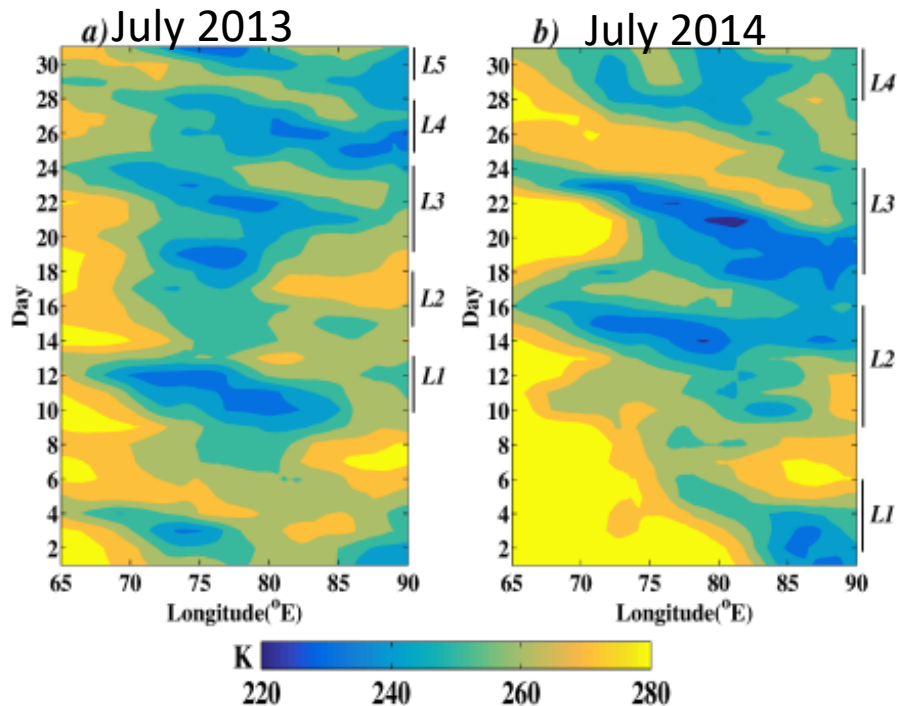 a) July 2013
b) July 2014
30
28
26
24
22
20
18
16
14
12
10
8
6
4
2
Day
L5
L4
L3
L2
L1
65 70 75 80 85 90
Longitude(°E)
30
28
26
24
22
20
18
16
14
12
10
8
6
4
2
Day
L4
L3
L2
L1
65 70 75 80 85 90
Longitude(°E)
K
220 240 260 280